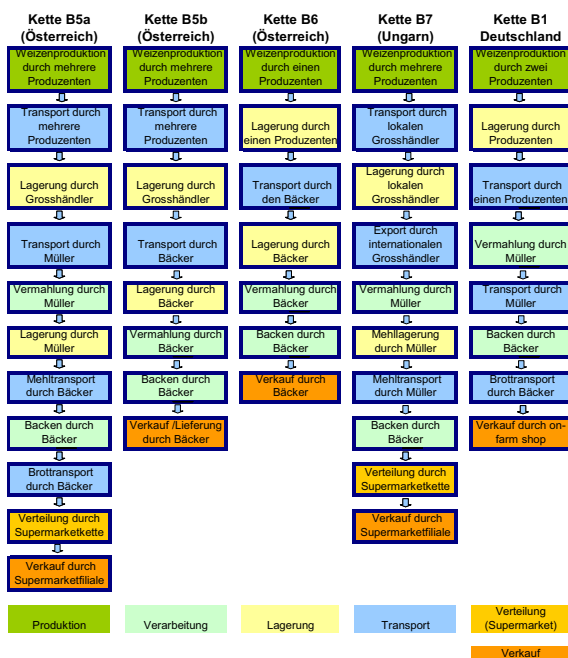 Kette B5a
(Österreich)
Weizenproduktion
durch mehrere
Produzenten
Transport durch
mehrere
Produzenten
Lagerung durch
Grosshändler
Transport durch
Müller
Vermahlung durch
Müller
Lagerung durch
Müller
Mehltransport
durch Bäcker
Backen durch
Bäcker
Brottransport
durch Bäcker
Verteilung durch
Supermarketkette
Verkauf durch
Supermarketfiliale
Kette B5b
(Österreich)
Weizenproduktion
durch mehrere
Produzenten
Transport durch
mehrere
Produzenten
Lagerung durch
Grosshändler
Transport durch
Bäcker
Lagerung durch
Bäcker
Vermahlung durch
Bäcker
Backen durch
Bäcker
Verkauf /Lieferung
durch Bäcker
Kette B6
(Österreich)
Weizenproduktion
durch einen
Produzenten
Lagerung durch
einen Produzenten
Transport durch
den Bäcker
Lagerung durch
Bäcker
Vermahlung durch
Bäcker
Backen durch
Bäcker
Verkauf durch
Bäcker
Kette B7
(Ungarn)
Weizenproduktion
durch mehrere
Produzenten
Transport durch
lokalen
Grosshändler
Lagerung durch
lokalen
Grosshändler
Export durch
internationalen
Grosshändler
Vermahlung durch
Müller
Mehllagerung
durch Müller
Mehltransport
durch Müller
Backen durch
Bäcker
Verteilung durch
Supermarketkette
Verkauf durch
Supermarketfiliale
Kette B1
Deutschland
Weizenproduktion
durch zwei
Produzenten
Lagerung durch
Produzenten
Transport durch
einen Produzenten
Vermahlung durch
Müller
Transport durch
Müller
Backen durch
Bäcker
Brottransport
durch Bäcker
Verkauf durch on-
farm shop
Produktion
Verarbeitung
Lagerung
Transport
Verteilung
(Supermarket)
Verkauf